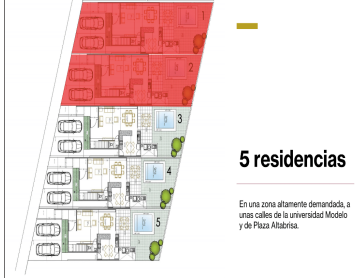 1
2
3
4
5
5 residencias
En una zona altamente demandada, a
unas calles de la universidad Modelo
y de Plaza Altabrisa.